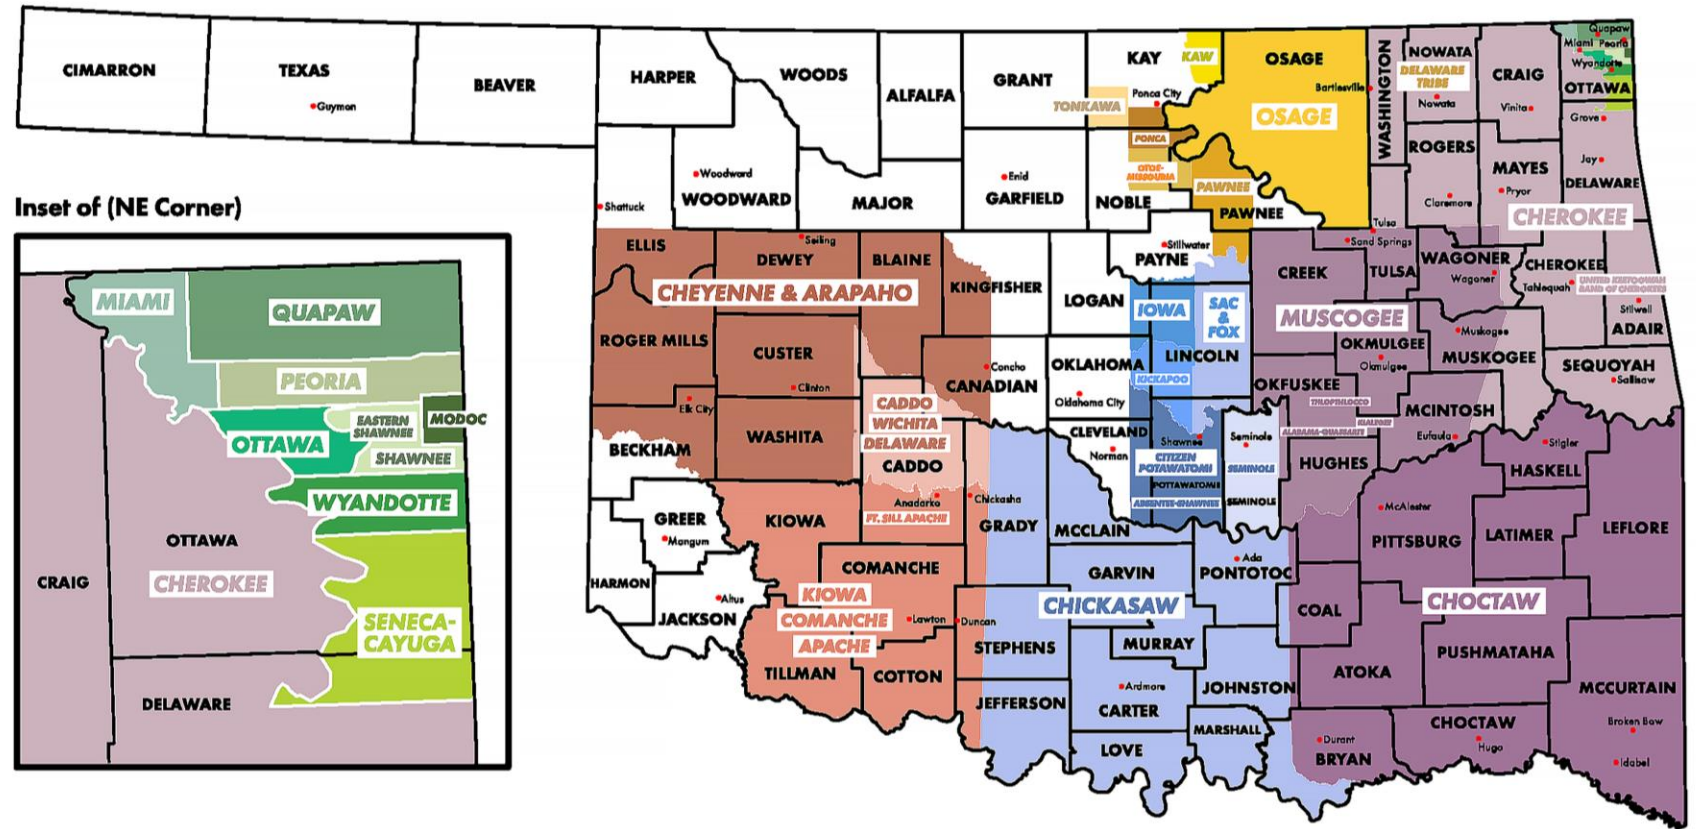 CIMARRON
TEXAS
Guymon
BEAVER
HARPER
WOODS
ALFALFA
GRANT
KAY
KAW
TONKAWA
Ponca City
PONCA
OTOE-
MISSOURIA
OSAGE
Bartlesville
OSAGE
WASHINGTON
NOWATA
DELAWARE
TRIBE
Nowata
CRAIG
Vinita
Quapaw
Miami
Peoria
Wyandotte
OTTAWA
Grove
Woodward
WOODWARD
Shattuck
MAJOR
Enid
GARFIELD
NOBLE
PAWNEE
PAWNEE
ROGERS
Claremore
MAYES
Pryor
Jay
DELAWARE
CHEROKEE
ELLIS
Seiling
DEWEY
BLAINE
CHEYENNE & ARAPAHO
KINGFISHER
LOGAN
Stillwater
PAYNE
IOWA
SAC
&
FOX
LINCOLN
KICKAPOO
Tulsa
Sand Springs
CREEK
TULSA
WAGONER
Wagoner
CHEROKEE
Tahlequah
UNITED KEETOOWAH
BAND OF CHEROKEES
Stilwell
ADAIR
MUSCOGEE
Muskogee
OKMULGEE
Okmulgee
MUSKOGEE
SEQUOYAH
Sallisaw
ROGER MILLS
CUSTER
Clinton
Concho
CANADIAN
OKLAHOMA
Oklahoma City
Elk City
BECKHAM
WASHITA
CADDO
WICHITA
DELAWARE
CADDO
CLEVELAND
Norman
Shawnee
CITIZEN
POTAWATOMI
POTTAWATOMI
ABSENTEE-SHAWNEE
Seminole
SEMINOLE
SEMINOLE
OKFUSKEE
THLOPTHLOCCO
KIALEGEE
ALABAMA-QUASSARTE
MCINTOSH
Eufaula
HUGHES
Stigler
HASKELL
GREER
Mangum
KIOWA
Anadarko
FT. SILL APACHE
Chickasha
GRADY
MCCLAIN
McAlester
PITTSBURG
LATIMER
LEFLORE
HARMON
JACKSON
Altus
COMANCHE
KIOWA
COMANCHE
APACHE
Lawton
Duncan
GARVIN
Ada
PONTOTOC
CHICKASAW
COAL
CHOCTAW
TILLMAN
COTTON
STEPHENS
MURRAY
ATOKA
PUSHMATAHA
JEFFERSON
Ardmore
CARTER
JOHNSTON
MCCURTAIN
LOVE
MARSHALL
Durant
BRYAN
CHOCTAW
Hugo
Broken Bow
Idabel
Inset of (NE Corner)
MIAMI
QUAPAW
PEORIA
OTTAWA
EASTERN
SHAWNEE
MODOC
SHAWNEE
WYANDOTTE
OTTAWA
CRAIG
CHEROKEE
SENECA-
CAYUGA
DELAWARE